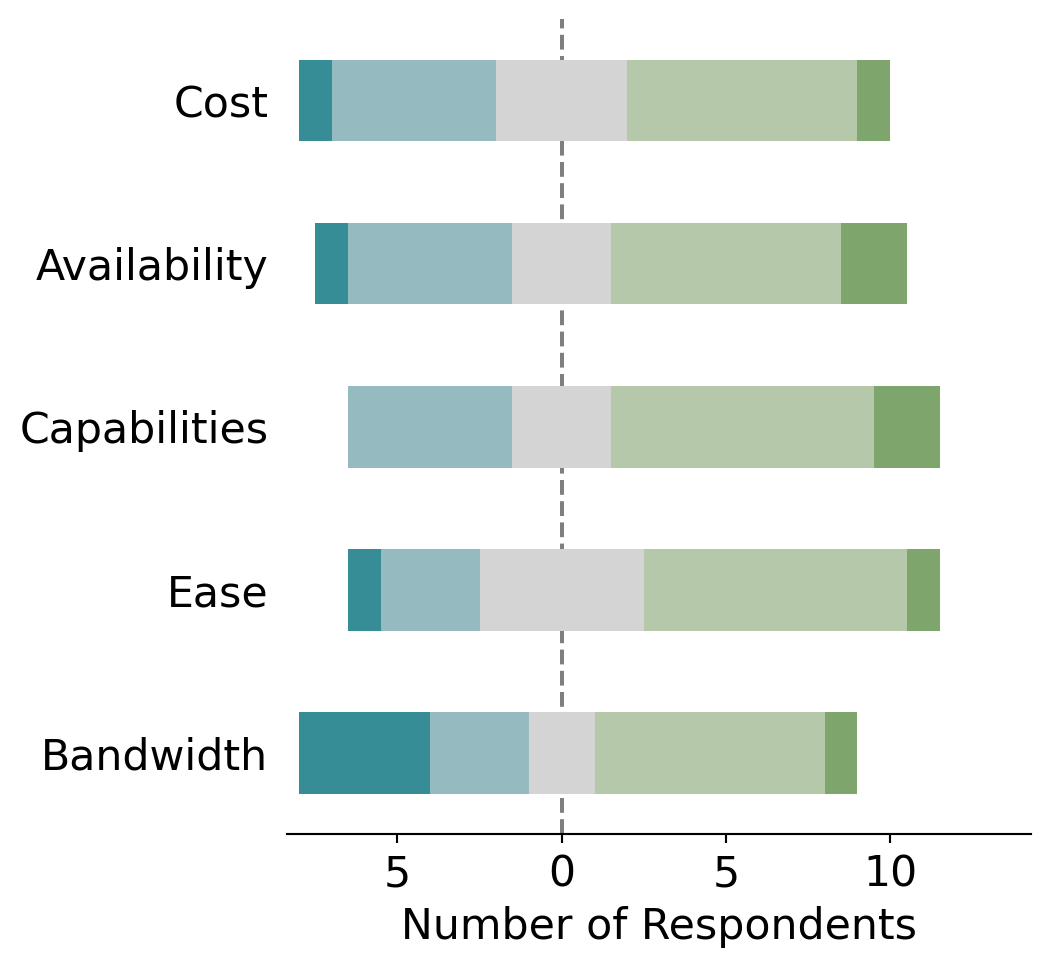 Cost
Availability
Capabilities
Ease
Bandwidth
5 0 5 10
Number of Respondents